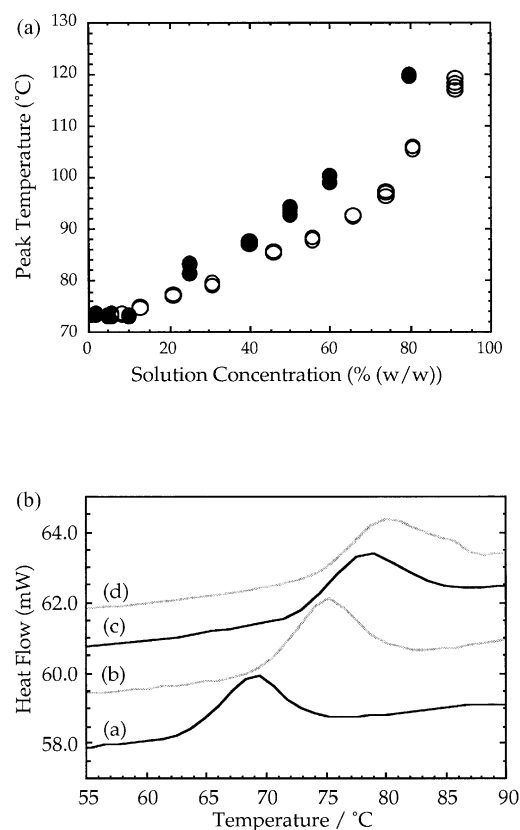 (a)
130
120
110
100
90
80
70
Peak Temperature (˚C)
0 20 40 60 80 100
Solution Concentration (% (w/w))
(b)
64.0
62.0
60.0
58.0
Heat Flow (mW)
(d)
(c)
(b)
(a)
55 60 65 70 75 80 85 90
Temperature / ˚C